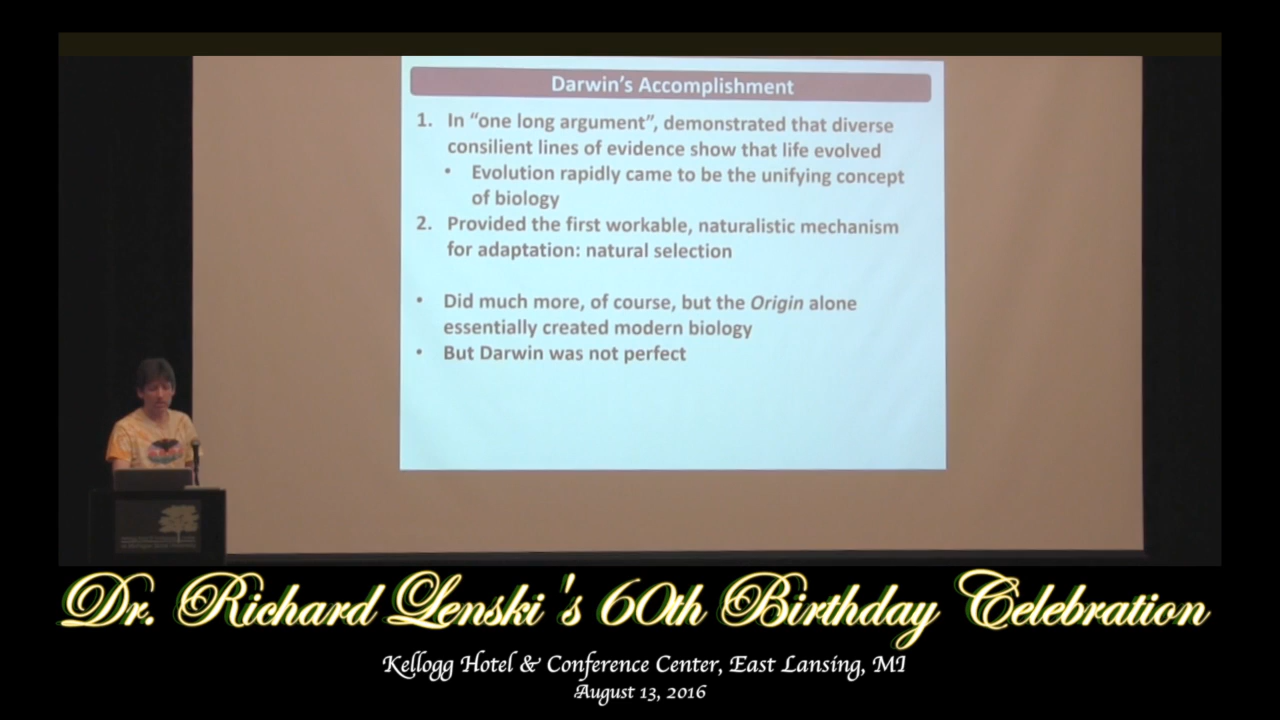 Darwin's Accomplishment
1. In “one long argument”, demonstrated that diverse
consilient lines of evidence show that life evolved
• Evolution rapidly came to be the unifying concept
of biology
2. Provided the first workable, naturalistic mechanism
for adaptation: natural selection
• Did much more, of course, but the Origin alone
essentially created modern biology
• But Darwin was not perfect
Dr. Richard Lenski's 60th Birthday Celebration
Kellogg Hotel & Conference Center, East Lansing, MI
August 13, 2016